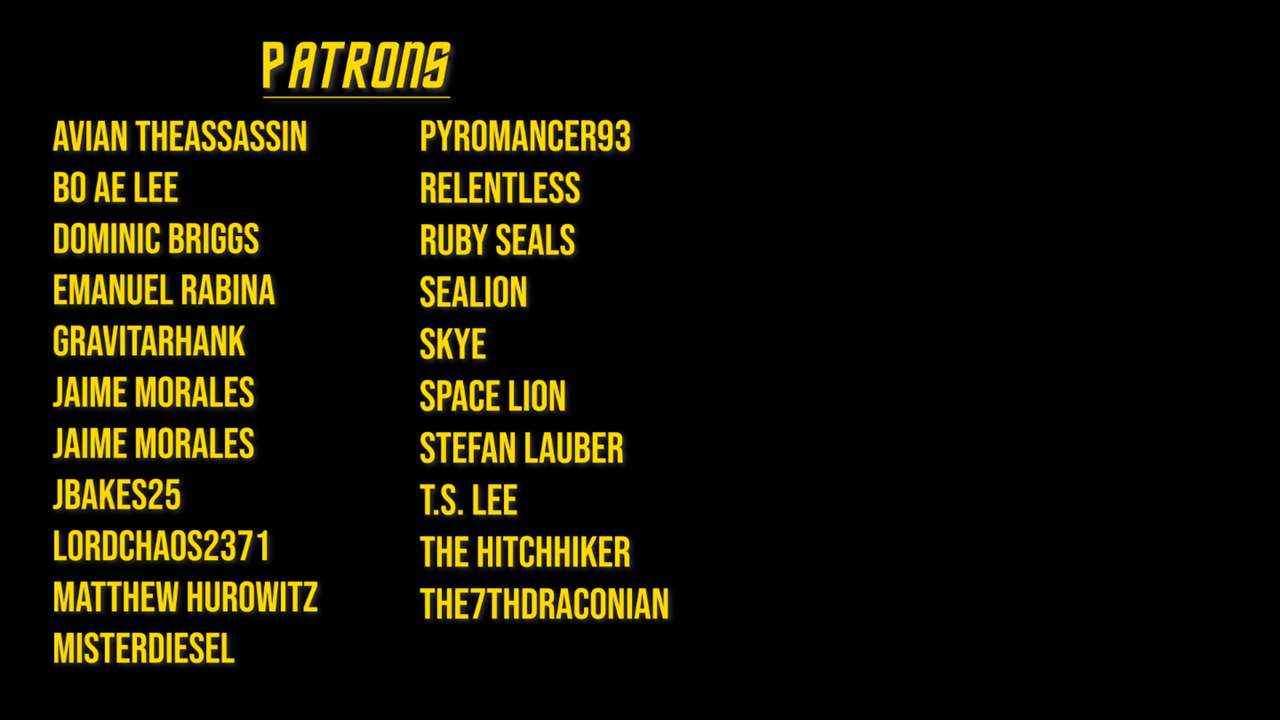 PATRONS
AVIAN THEASSASSIN
BO AE LEE
DOMINIC BRIGGS
EMANUEL RABINA
GRAVITARHANK
JAIME MORALES
JAIME MORALES
JBAKES25
LORDCHAOS2371
MATTHEW HUROWITZ
MISTERDIESEL
PYROMANCER93
RELENTLESS
RUBY SEALS
SEALION
SKYE
SPACE LION
STEFAN LAUBER
T.S. LEE
THE HITCHHIKER
THE7THDRACONIAN